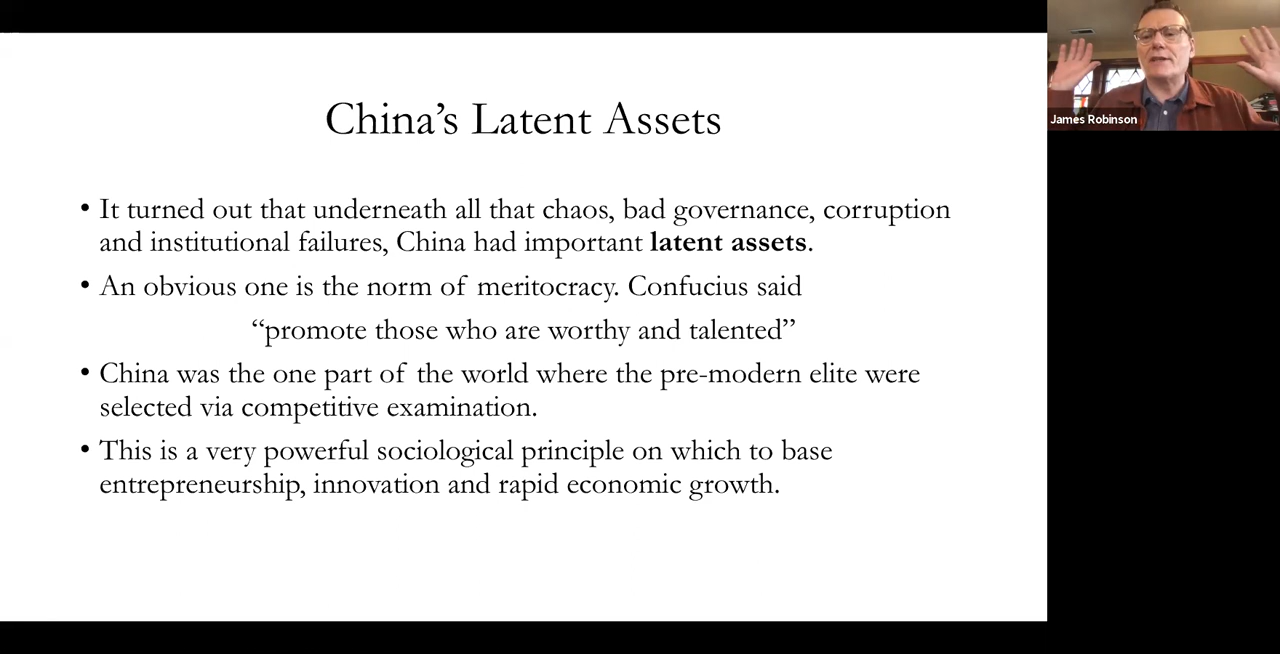 China’s Latent Assets
• It turned out that underneath all that chaos, bad governance, corruption
and institutional failures, China had important latent assets.
• An obvious one is the norm of meritocracy. Confucius said
“promote those who are worthy and talented”
• China was the one part of the world where the pre-modern elite were
selected via competitive examination.
• This is a very powerful sociological principle on which to base
entrepreneurship, innovation and rapid economic growth.
James Robinson